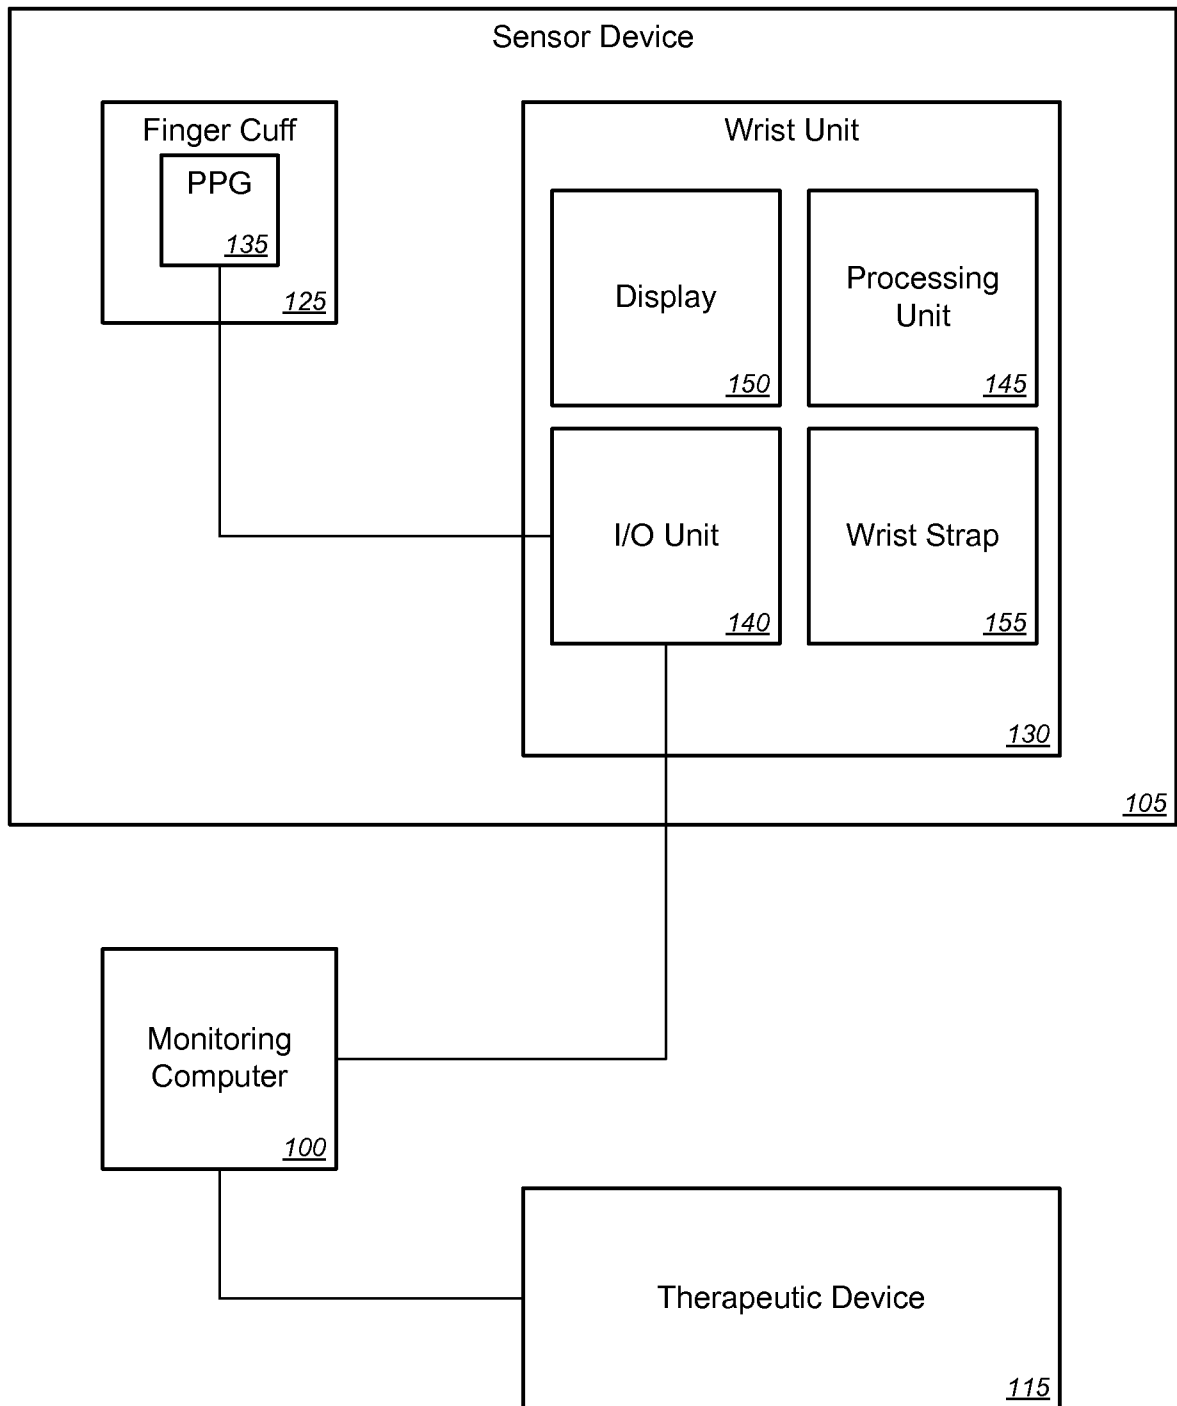 Sensor Device
Finger Cuff
PPG
135
125
Wrist Unit
Display
150
Processing
Unit
145
I/O Unit
140
Wrist Strap
155
130
105
Monitoring
Computer
100
Therapeutic Device
115